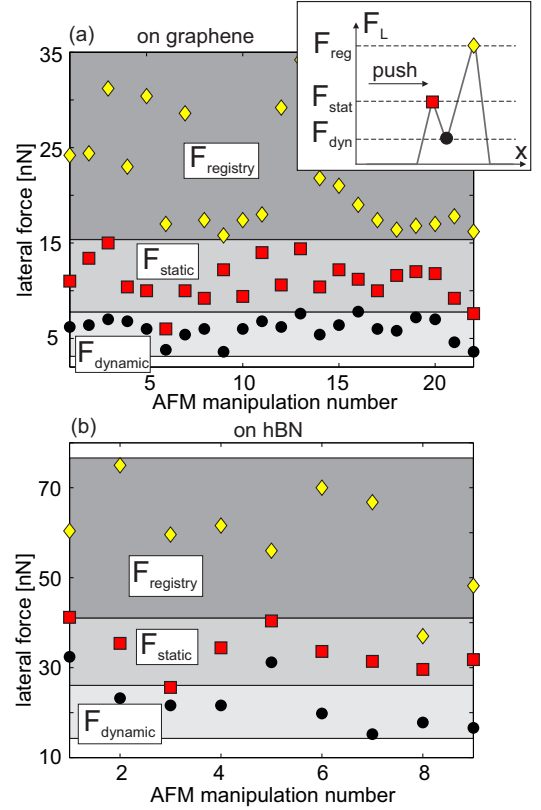 (a) on graphene
35
25
15
5
lateral force [nN]
F_registry
F_static
F_dynamic
5 10 15 20
AFM manipulation number
F_L
F_reg
push
F_stat
F_dyn
x
(b) on hBN
70
50
30
10
lateral force [nN]
F_registry
F_static
F_dynamic
2 4 6 8
AFM manipulation number